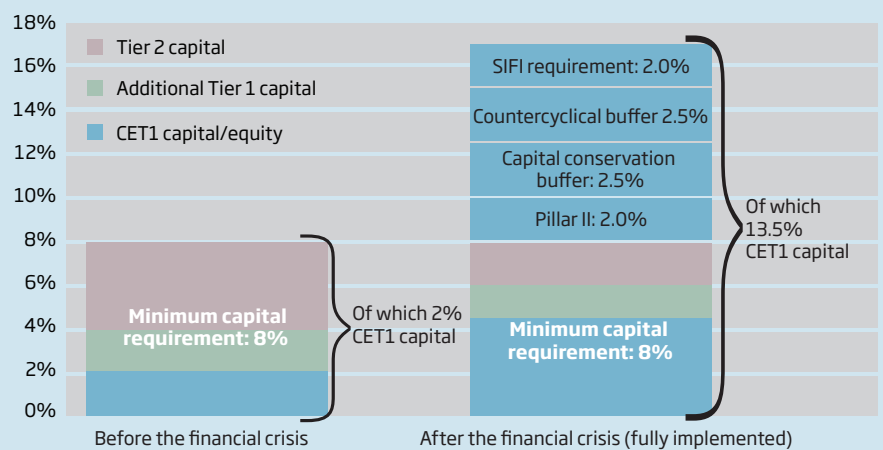 18%
16%
14%
12%
10%
8%
6%
4%
2%
0%
Tier 2 capital
Additional Tier 1 capital
CET1 capital/equity
Minimum capital
requirement: 8%
Of which 2%
CET1 capital
SIFI requirement: 2.0%
Countercyclical buffer 2.5%
Capital conservation
buffer: 2.5%
Pillar II: 2.0%
Minimum capital
requirement: 8%
Of which
13.5%
CET1 capital
Before the financial crisis
After the financial crisis (fully implemented)